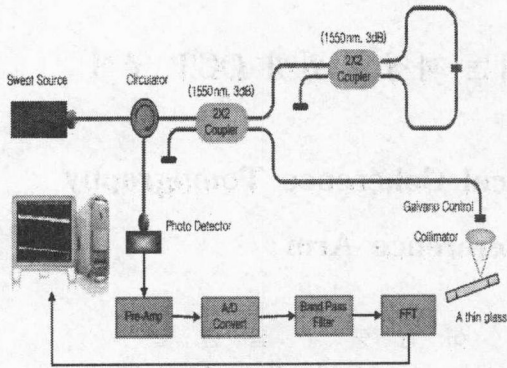 (1550nm, 3dB)
2X2
Coupler
Swept Source
Circulator
(1550nm, 3dB)
2X2
Coupler
Galvano Control
Photo Detector
Collimator
Pre-Amp
A/D
Convert
Band Pass
Filter
FFT
A thin glass